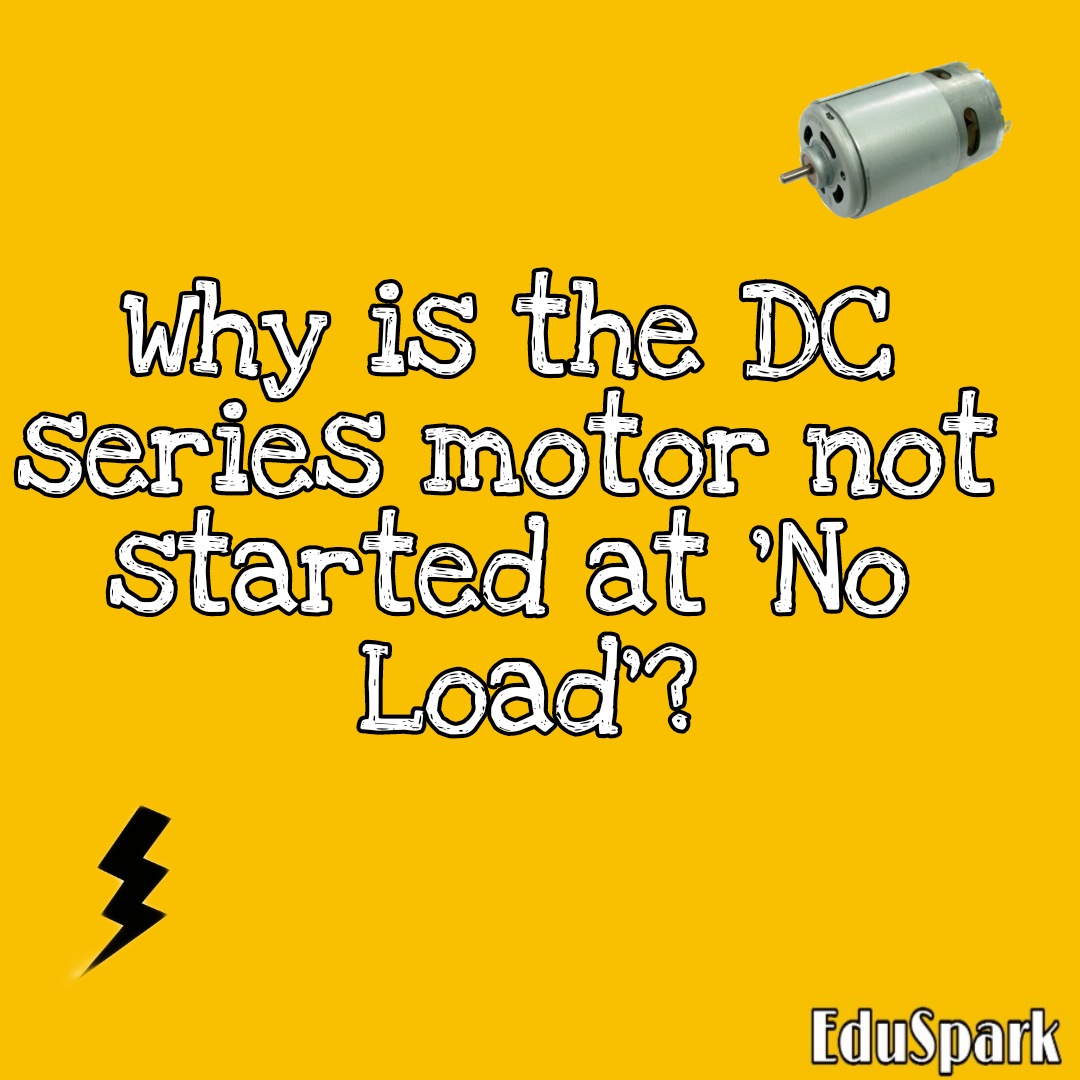 Why is the DC
series motor not
started at 'No
Load'?
EduSpark